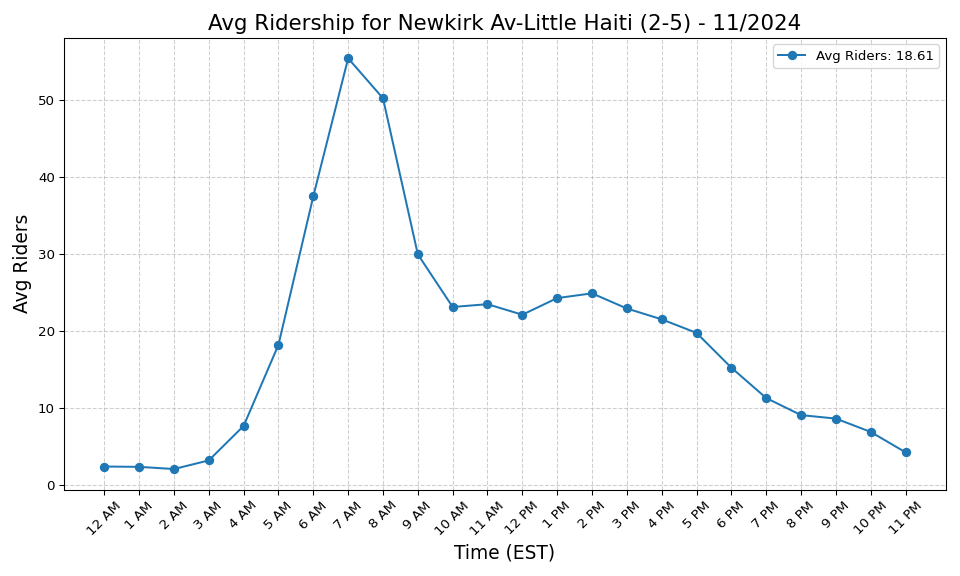 Avg Ridership for Newkirk Av-Little Haiti (2-5) - 11/2024
Avg Riders: 18.61
Avg Riders
50
40
30
20
10
0
12 AM
1 AM
2 AM
3 AM
4 AM
5 AM
6 AM
7 AM
8 AM
9 AM
10 AM
11 AM
12 PM
1 PM
2 PM
3 PM
4 PM
5 PM
6 PM
7 PM
8 PM
9 PM
10 PM
11 PM
Time (EST)